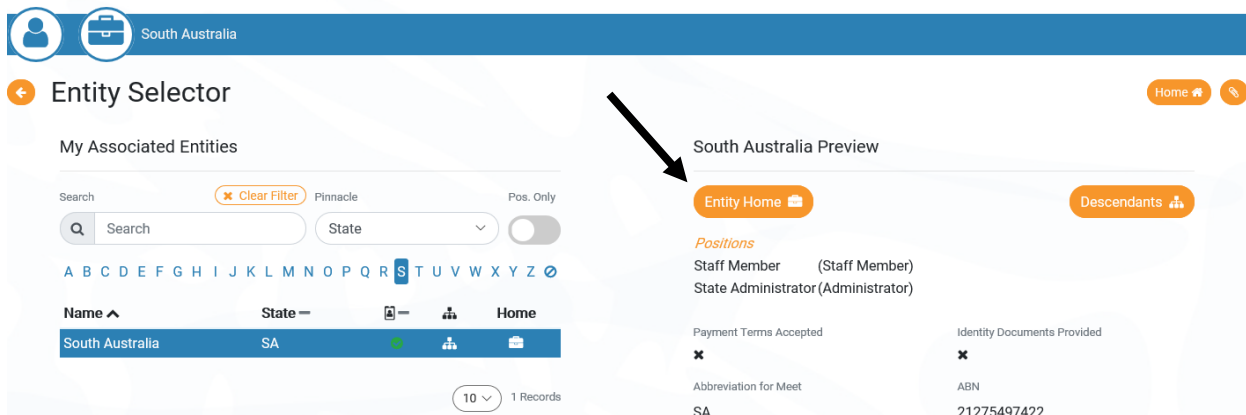 South Australia
Entity Selector
Home
My Associated Entities
Search
Clear Filter
Pinnacle
Pos. Only
Search
State
A B C D E F G H I J K L M N O P Q R S T U V W X Y Z
Name State Home
South Australia SA
10 1 Records
South Australia Preview
Entity Home Descendants
Positions
Staff Member (Staff Member)
State Administrator (Administrator)
Payment Terms Accepted Identity Documents Provided
Abbreviation for Meet ABN
SA 21275497422